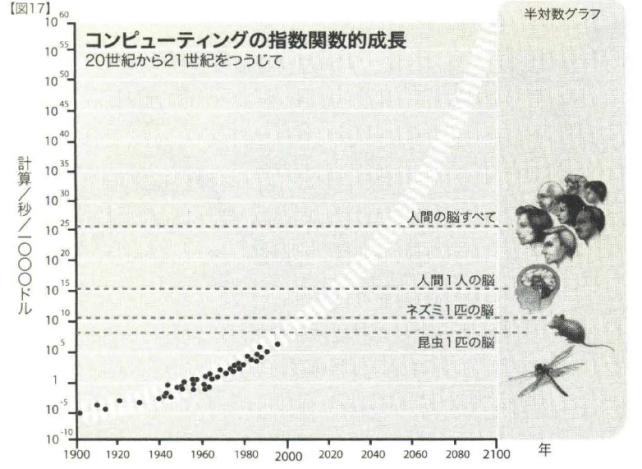 【図17】
半対数グラフ
コンピューティングの指数関数的成長
20世紀から21世紀をつうじて
計算／秒／一〇〇〇ドル
10^60
10^55
10^50
10^45
10^40
10^35
10^30
10^25
10^20
10^15
10^10
10^5
1
10^-5
10^-10
人間の脳すべて
人間1人の脳
ネズミ1匹の脳
昆虫1匹の脳
1900 1920 1940 1960 1980 2000 2020 2040 2060 2080 2100
年